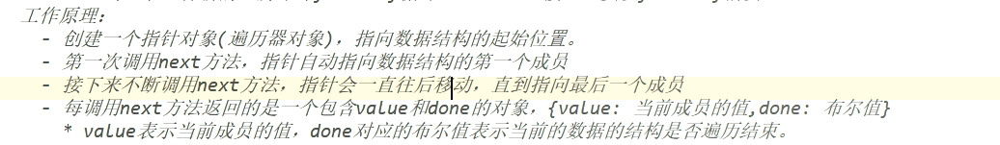 工作原理：
- 创建一个指针对象(遍历器对象)，指向数据结构的起始位置。
- 第一次调用next方法，指针自动指向数据结构的第一个成员
- 接下来不断调用next方法，指针会一直往后移动，直到指向最后一个成员
- 每调用next方法返回的是一个包含value和done的对象，{value: 当前成员的值,done: 布尔值}
* value表示当前成员的值，done对应的布尔值表示当前的数据的结构是否遍历结束。